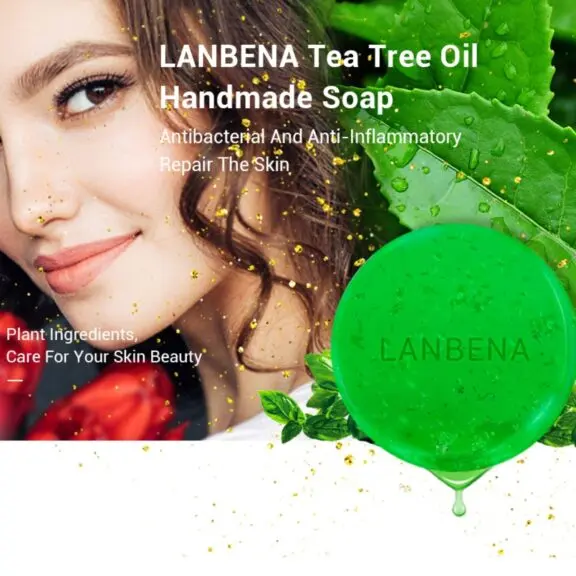 LANBENA Tea Tree Oil
Handmade Soap
Antibacterial And Anti-Inflammatory
Repair The Skin
LANBENA
Plant Ingredients,
Care For Your Skin Beauty